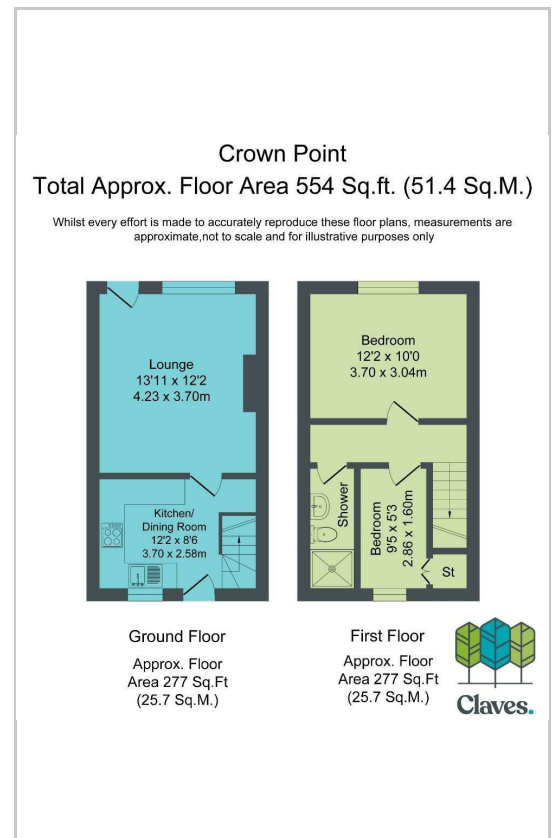 Crown Point
Total Approx. Floor Area 554 Sq.ft. (51.4 Sq.M.)
Whilst every effort is made to accurately reproduce these floor plans, measurements are
approximate,not to scale and for illustrative purposes only
Lounge
13'11 x 12'2
4.23 x 3.70m
Kitchen/
Dining Room
12'2 x 8'6
3.70 x 2.58m
Ground Floor
Approx. Floor
Area 277 Sq.Ft
(25.7 Sq.M.)
Bedroom
12'2 x 10'0
3.70 x 3.04m
Shower
Bedroom
9'5 x 5'3
2.86 x 1.60m
St
First Floor
Approx. Floor
Area 277 Sq.Ft
(25.7 Sq.M.)
Claves.